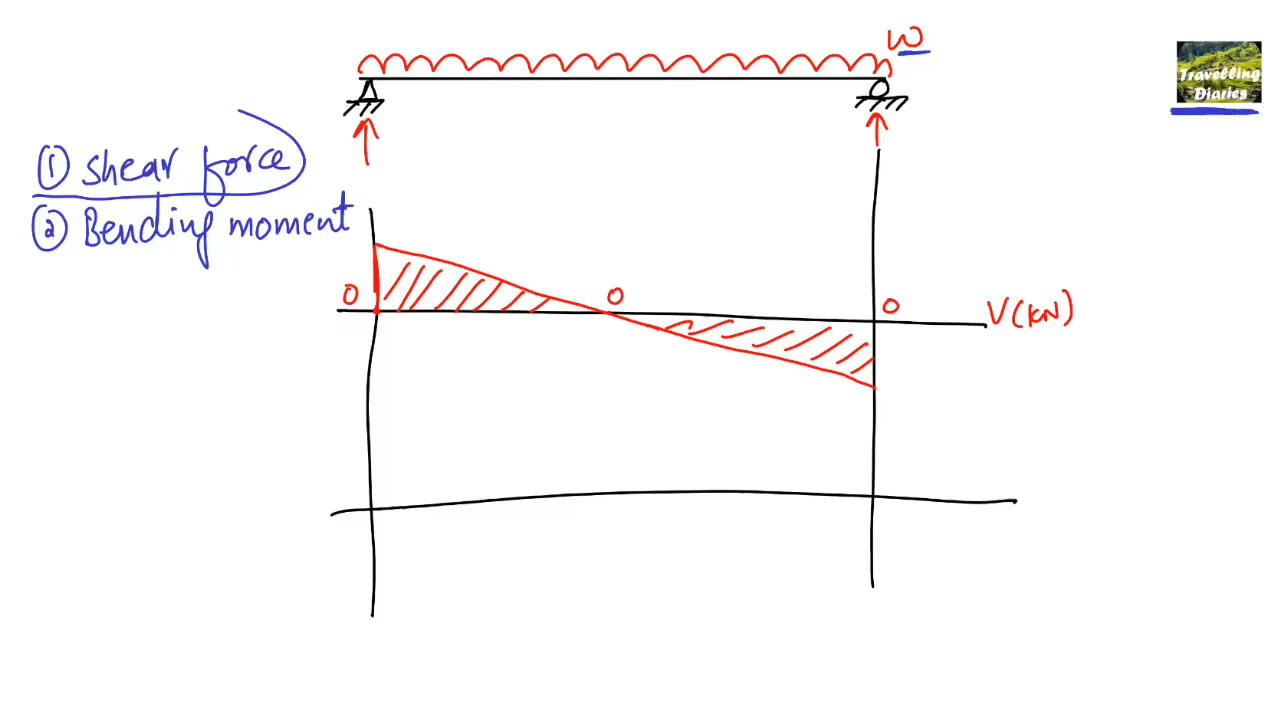 w
Travelling
Diaries
① shear force
② Bending moment
0
0
0
V(KN)